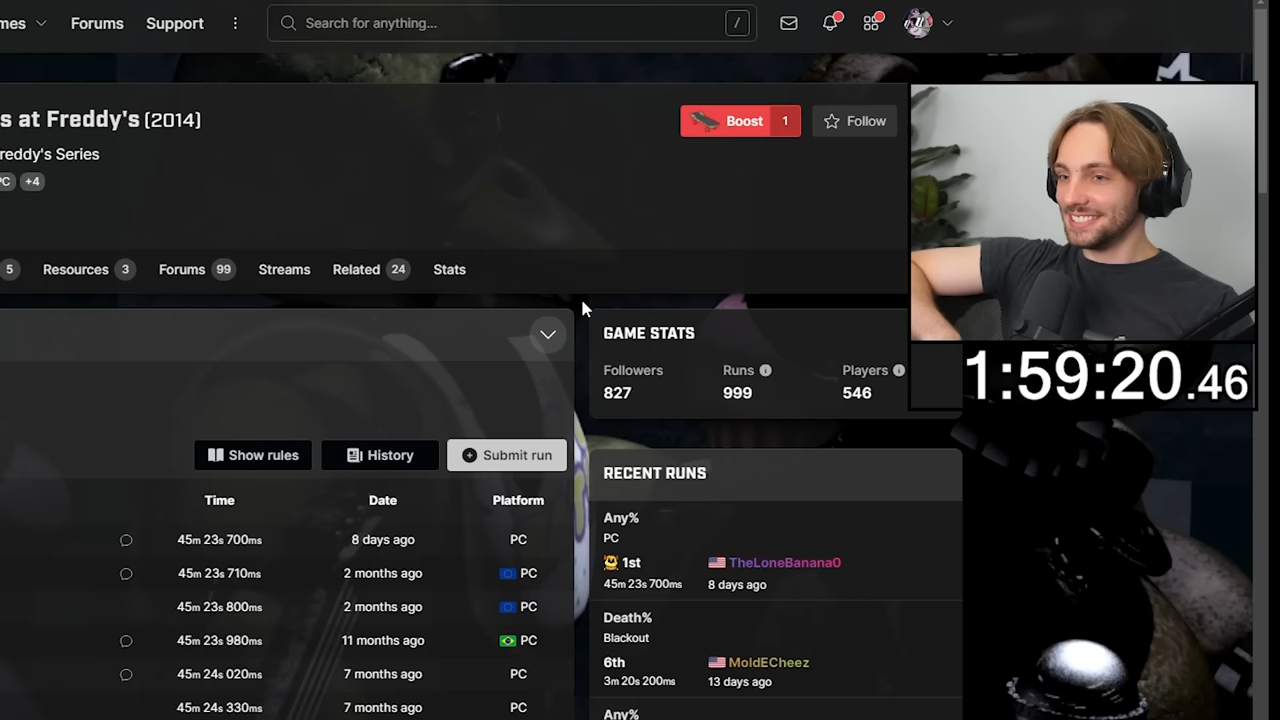 mes Forums Support Search for anything... /
s at Freddy's (2014)
Boost 1 Follow
reddy's Series
PC +4
5 Resources 3 Forums 99 Streams Related 24 Stats
GAME STATS
Followers Runs Players
827 999 546
1:59:20.46
Show rules History Submit run
RECENT RUNS
Time Date Platform
45m 23s 700ms 8 days ago PC
45m 23s 710ms 2 months ago PC
45m 23s 800ms 2 months ago PC
45m 23s 980ms 11 months ago PC
45m 24s 020ms 7 months ago PC
45m 24s 330ms 7 months ago PC
Any%
PC
1st TheLoneBanana0
45m 23s 700ms 8 days ago
Death%
Blackout
6th MoldECheez
3m 20s 200ms 13 days ago
Any%